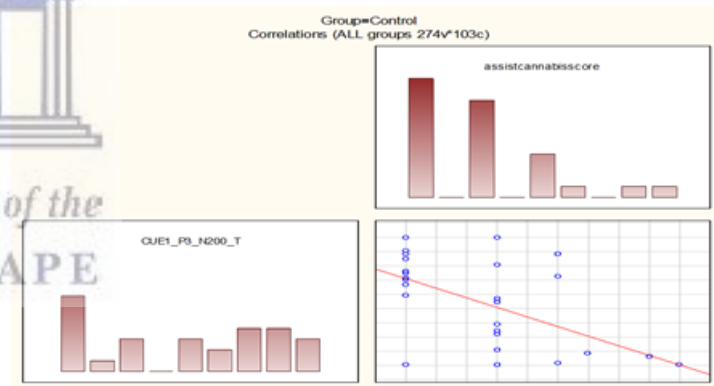 Group=Control
Correlations (ALL groups 274v*103c)
assistcannabisscore
of the
CUE1_P3_N200_T
APE